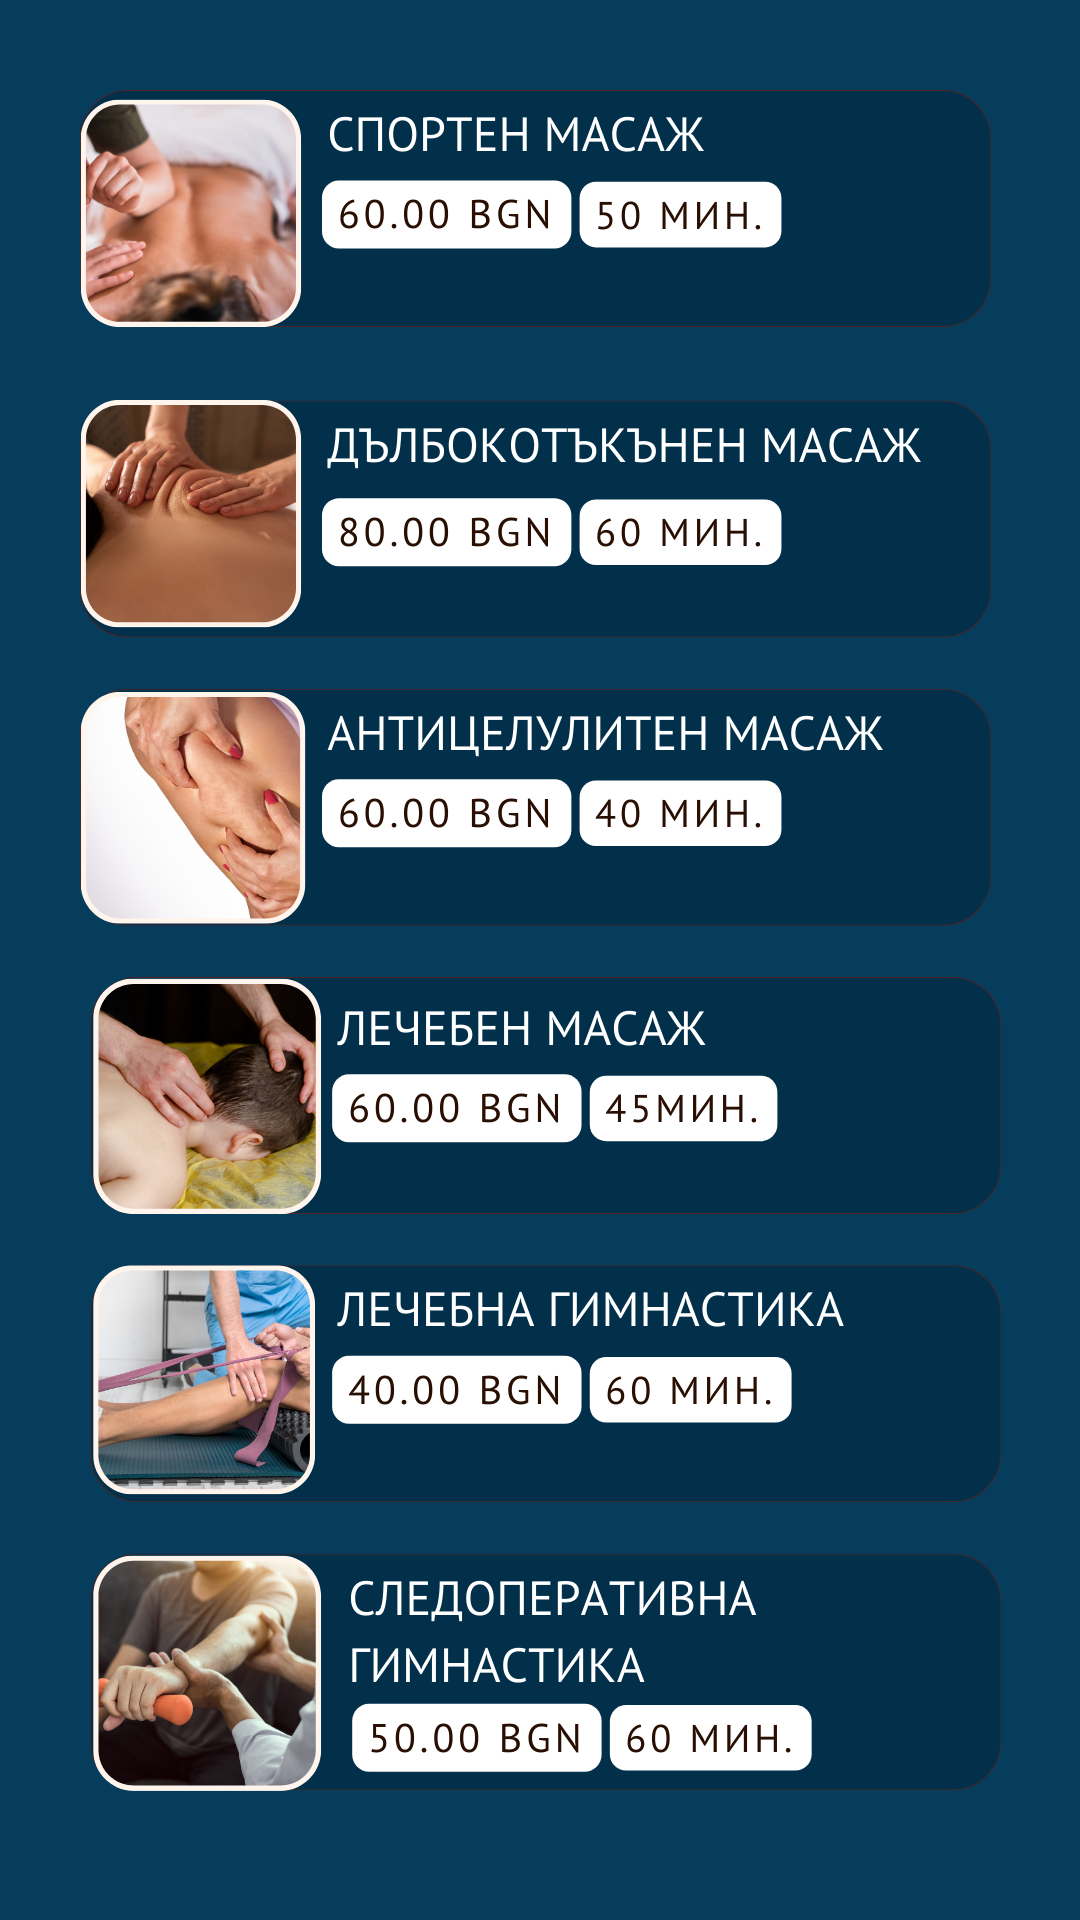 СПОРТЕН МАСАЖ
60.00 BGN 50 МИН.
ДЪЛБОКОТЪКЪНЕН МАСАЖ
80.00 BGN 60 МИН.
АНТИЦЕЛУЛИТЕН МАСАЖ
60.00 BGN 40 МИН.
ЛЕЧЕБЕН МАСАЖ
60.00 BGN 45МИН.
ЛЕЧЕБНА ГИМНАСТИКА
40.00 BGN 60 МИН.
СЛЕДОПЕРАТИВНА
ГИМНАСТИКА
50.00 BGN 60 МИН.